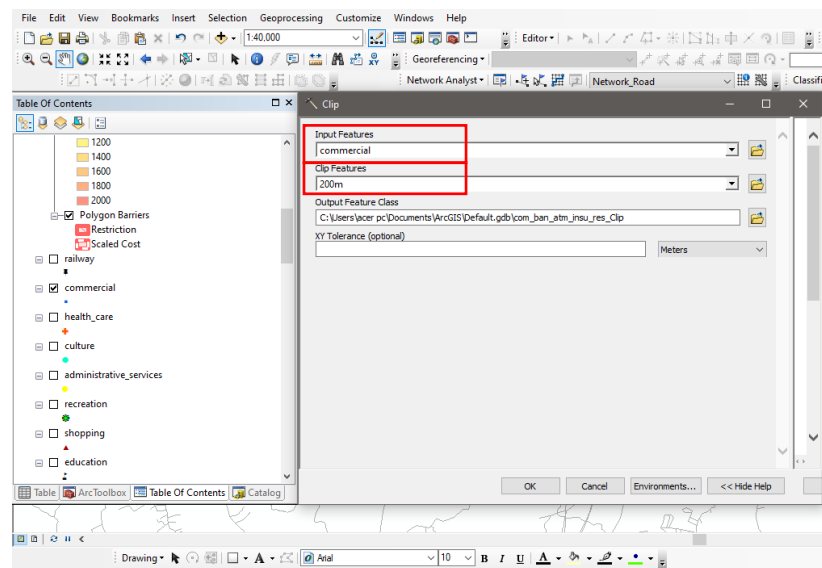 File Edit View Bookmarks Insert Selection Geoprocessing Customize Windows Help
1:40,000 Editor
Georeferencing
Network Analyst Network_Road Classifi
Table Of Contents
1200
1400
1600
1800
2000
Polygon Barriers
Restriction
Scaled Cost
railway
commercial
health_care
culture
administrative_services
recreation
shopping
education
Table ArcToolbox Table Of Contents Catalog
Clip
Input Features
commercial
Clip Features
200m
Output Feature Class
C:\Users\acer pc\Documents\ArcGIS\Default.gdb\com_ban_atm_insu_res_Clip
XY Tolerance (optional)
Meters
OK Cancel Environments... << Hide Help
Drawing A Arial 10 B I U A